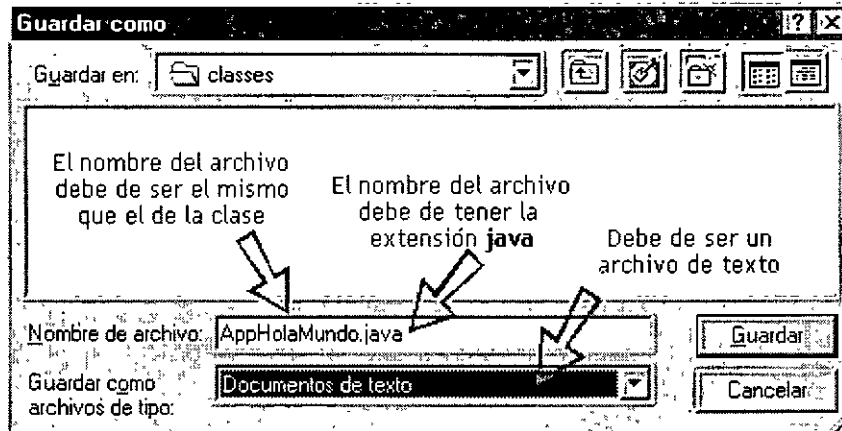 Guardar como
Guardar en: classes
El nombre del archivo
debe de ser el mismo
que el de la clase
El nombre del archivo
debe de tener la
extensión java
Debe de ser un
archivo de texto
Nombre de archivo: AppHolaMundo.java
Guardar
Guardar como
archivos de tipo:
Documentos de texto
Cancelar